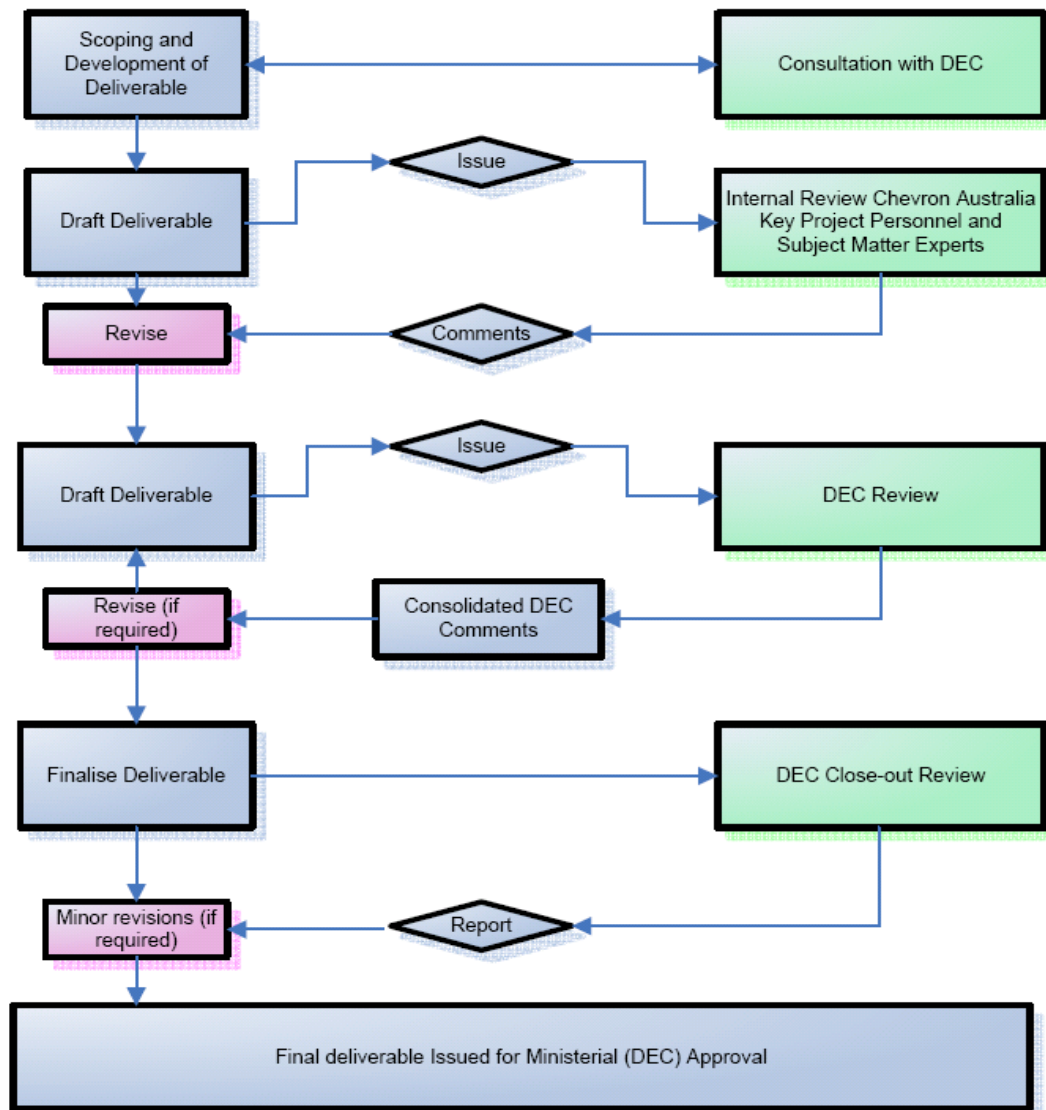 Scoping and
Development of
Deliverable
Consultation with DEC
Issue
Draft Deliverable
Internal Review Chevron Australia
Key Project Personnel and
Subject Matter Experts
Revise
Comments
Issue
Draft Deliverable
DEC Review
Revise (if
required)
Consolidated DEC
Comments
Finalise Deliverable
DEC Close-out Review
Minor revisions (if
required)
Report
Final deliverable Issued for Ministerial (DEC) Approval